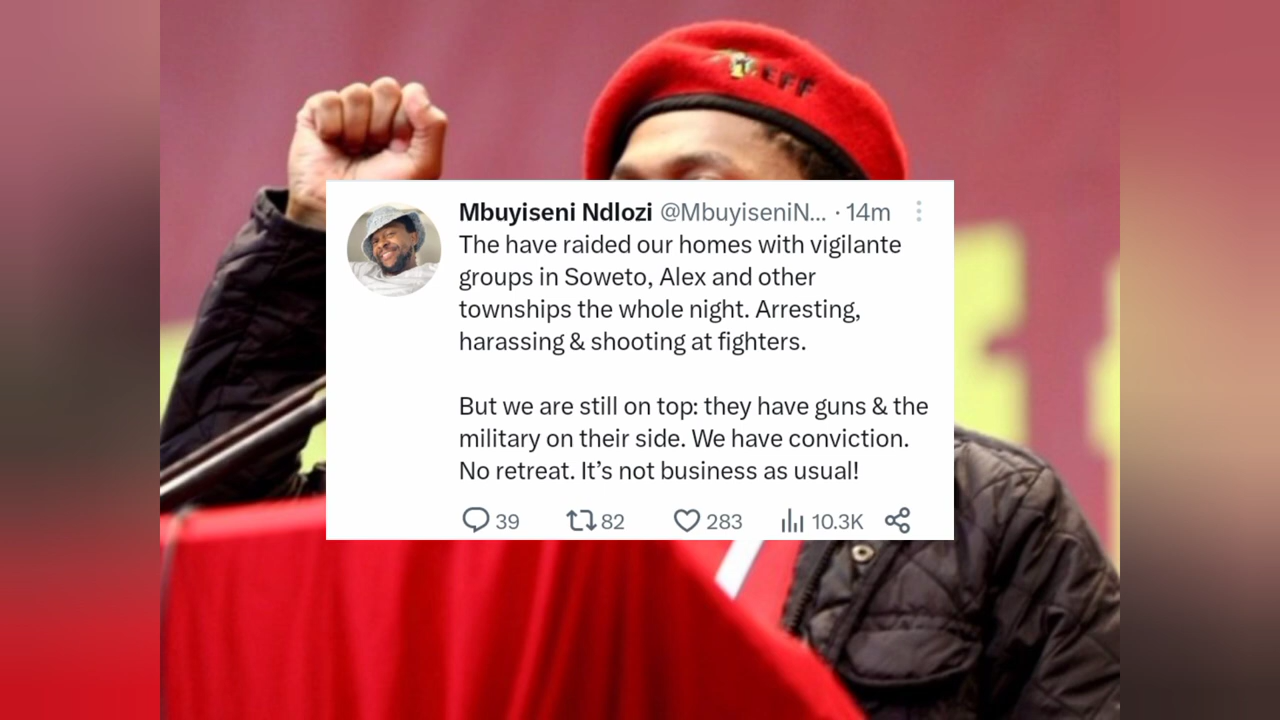 EFF
Mbuyiseni Ndlozi @MbuyiseniN... · 14m
The have raided our homes with vigilante
groups in Soweto, Alex and other
townships the whole night. Arresting,
harassing & shooting at fighters.
But we are still on top: they have guns & the
military on their side. We have conviction.
No retreat. It’s not business as usual!
39 82 283 10.3K